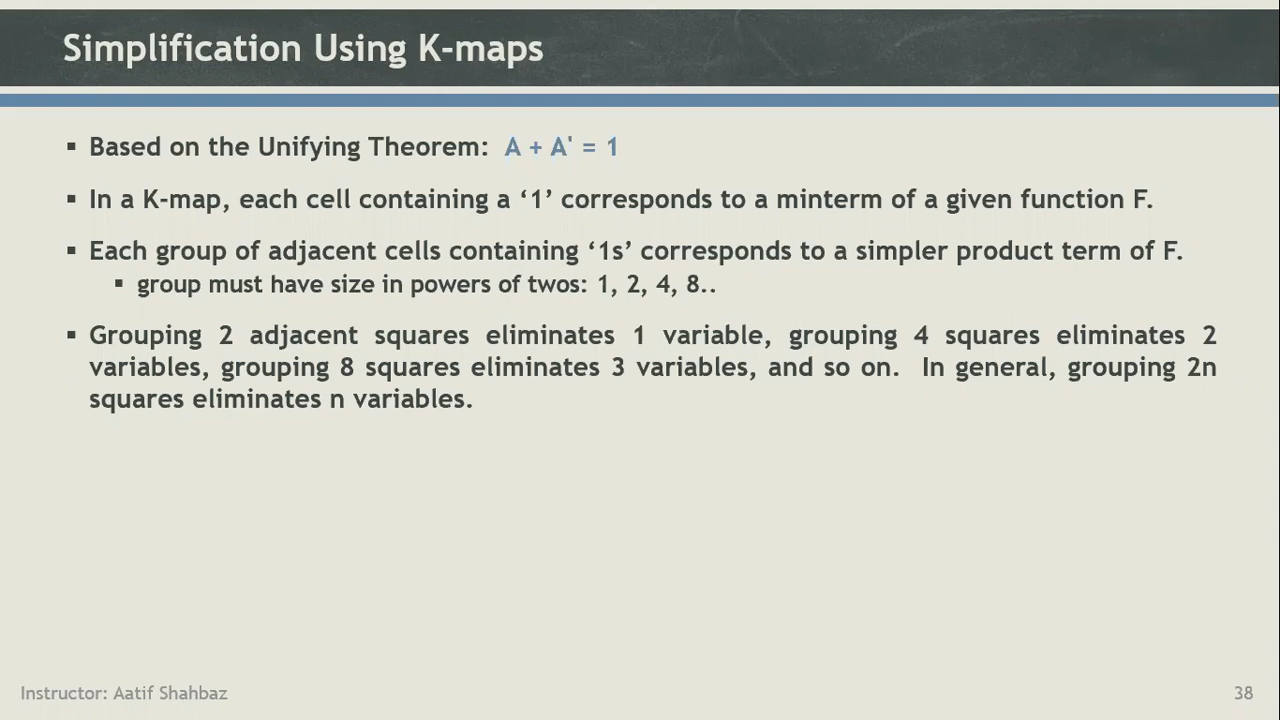 Simplification Using K-maps
▪ Based on the Unifying Theorem: A + A' = 1
▪ In a K-map, each cell containing a ‘1’ corresponds to a minterm of a given function F.
▪ Each group of adjacent cells containing ‘1s’ corresponds to a simpler product term of F.
▪ group must have size in powers of twos: 1, 2, 4, 8..
▪ Grouping 2 adjacent squares eliminates 1 variable, grouping 4 squares eliminates 2
variables, grouping 8 squares eliminates 3 variables, and so on. In general, grouping 2n
squares eliminates n variables.
Instructor: Aatif Shahbaz
38